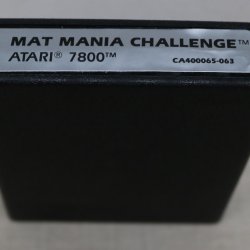 MAT MANIA CHALLENGE™
ATARI® 7800™ CA400065-063